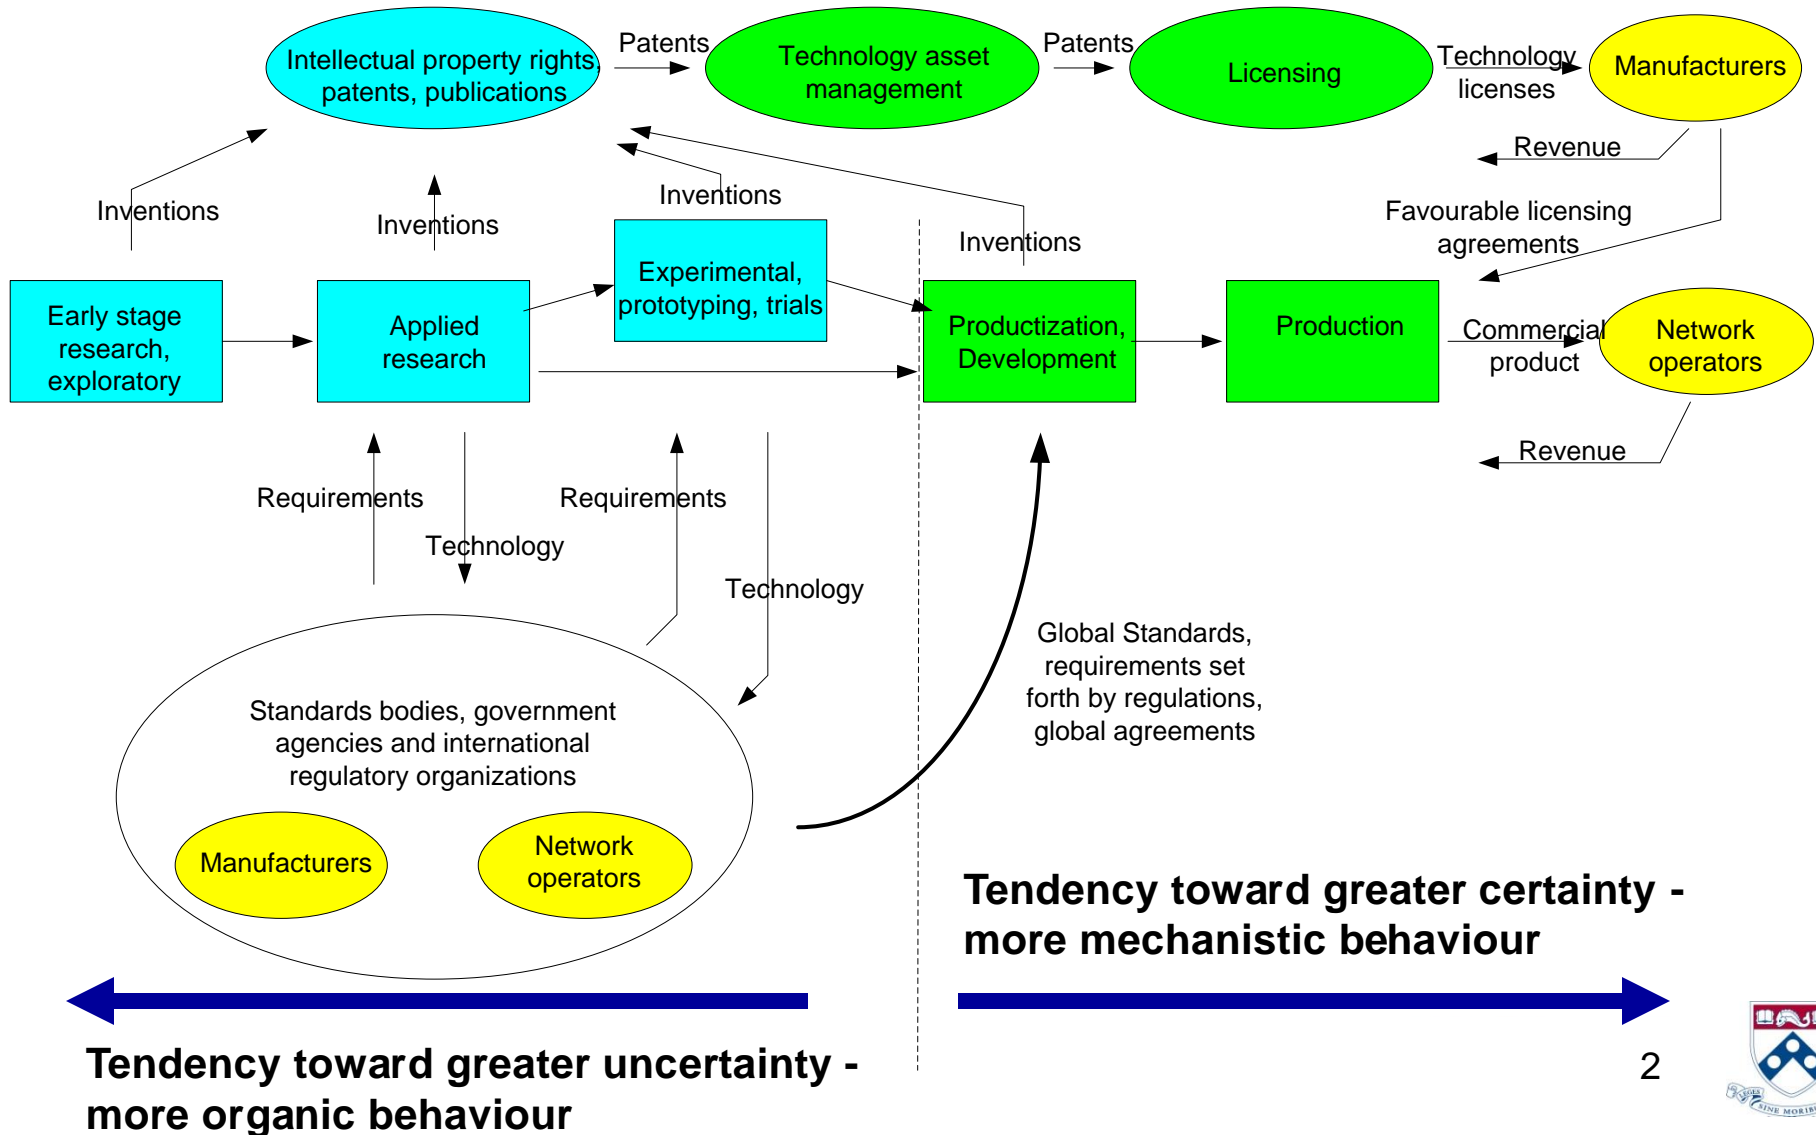 Intellectual property rights,
patents, publications
Patents
Technology asset
management
Patents
Licensing
Technology
licenses
Manufacturers
Revenue
Inventions
Inventions
Inventions
Inventions
Favourable licensing
agreements
Early stage
research,
exploratory
Applied
research
Experimental,
prototyping, trials
Productization,
Development
Production
Commercial
product
Network
operators
Revenue
Requirements
Technology
Requirements
Technology
Global Standards,
requirements set
forth by regulations,
global agreements
Standards bodies, government
agencies and international
regulatory organizations
Manufacturers
Network
operators
Tendency toward greater certainty -
more mechanistic behaviour
Tendency toward greater uncertainty -
more organic behaviour
2
LEGES
SINE MORIB